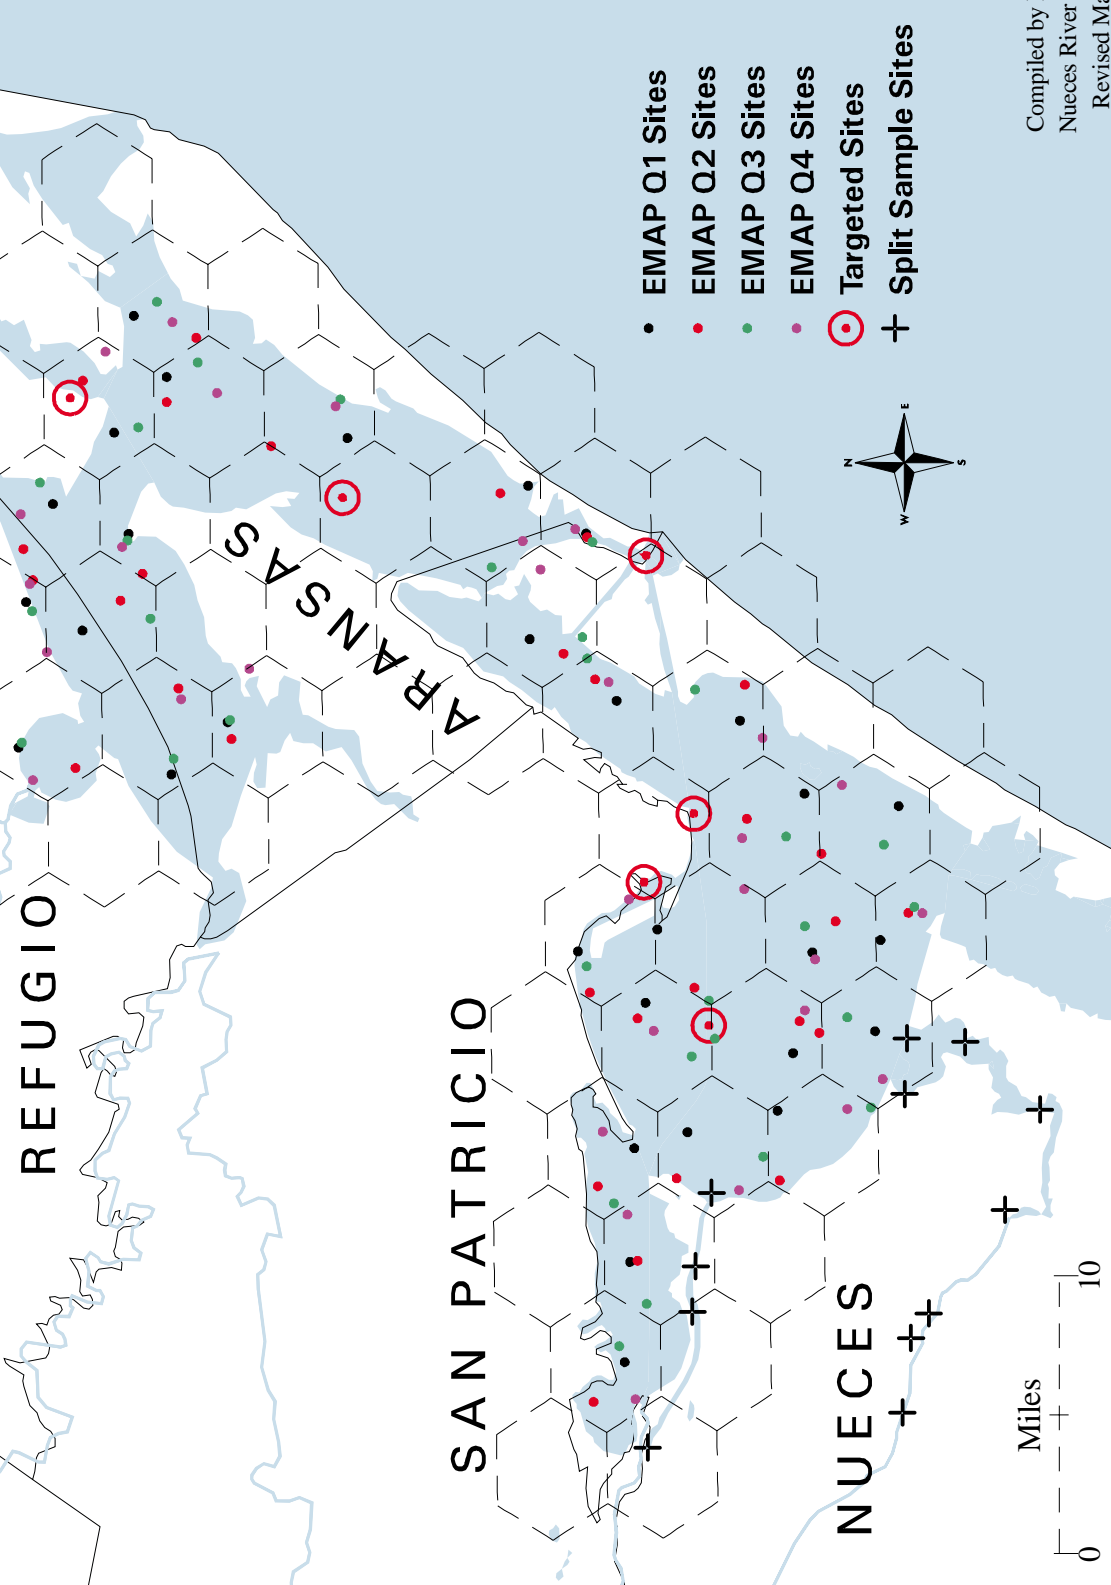 REFUGIO
ARANSAS
SAN PATRICIO
NUECES
EMAP Q1 Sites
EMAP Q2 Sites
EMAP Q3 Sites
EMAP Q4 Sites
Targeted Sites
Split Sample Sites
N
W
E
S
Miles
0
10
Compiled by
Nueces River
Revised